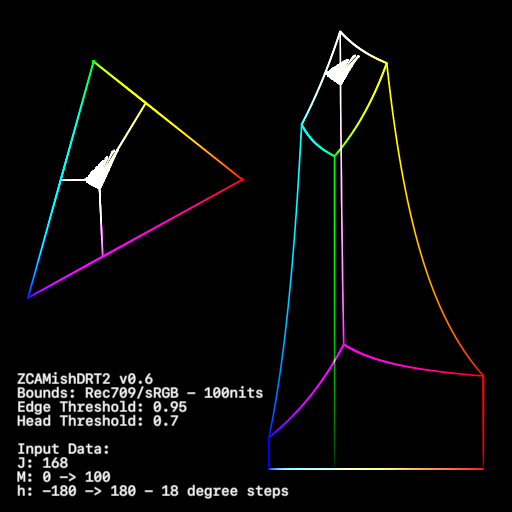 ZCAMishDRT2 v0.6
Bounds: Rec709/sRGB - 100nits
Edge Threshold: 0.95
Head Threshold: 0.7
Input Data:
J: 168
M: 0 -> 100
h: -180 -> 180 - 18 degree steps